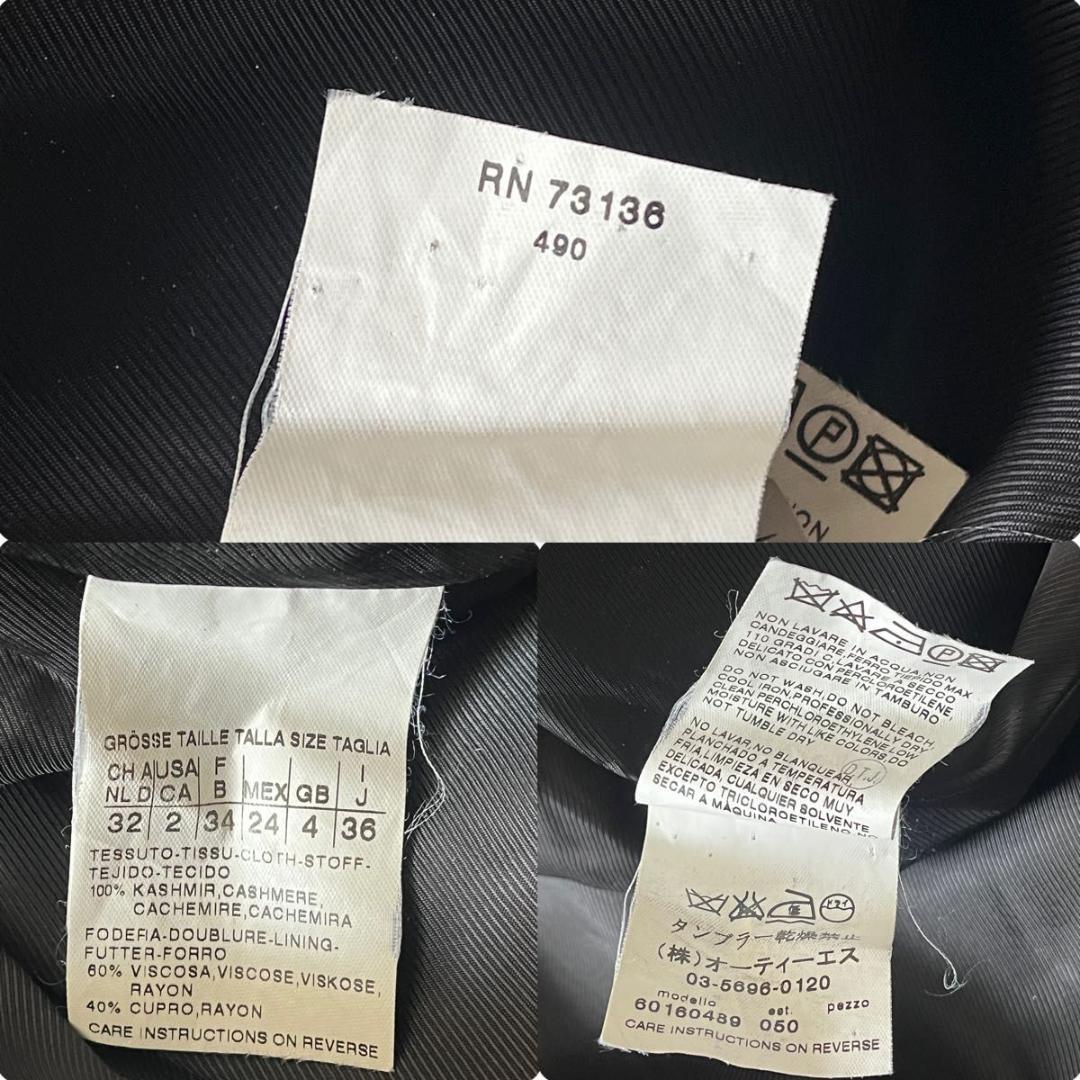 RN 73136
490
P
ION
GRÖSSE TAILLE TALLA SIZE TAGLIA
CH A USA F MEX GB I
NL D CA B J
32 2 34 24 4 36
TESSUTO-TISSU-CLOTH-STOFF-
TEJIDO-TECIDO
100% KASHMIR,CASHMERE,
CACHEMIRE,CACHEMIRA
FODERA-DOUBLURE-LINING-
FUTTER-FORRO
60% VISCOSA,VISCOSE,VISKOSE,
RAYON
40% CUPRO,RAYON
CARE INSTRUCTIONS ON REVERSE
P
NON LAVARE IN ACQUA,NON
CANDEGGIARE,FERRO TIEPIDO MAX
110 GRADI C,LAVARE A SECCO
DELICATO CON PERCLOROETILENE,
NON ASCIUGARE IN TAMBURO
DO NOT WASH,DO NOT BLEACH,
COOL IRON,PROFESSIONALLY DRY
CLEAN PERCHLOROETHYLENE LOW
MOISTURE WITH LIKE COLORS,DO
NOT TUMBLE DRY
NO LAVAR,NO BLANQUEAR,
PLANCHADO A TEMPERATURA
FRIA,LIMPIEZA EN SECO MUY
DELICADA, CUALQUIER SOLVENTE
EXCEPTO TRICLOROETILENO,NO
SECAR A MAQUINA
低 ドライ
タンブラー乾燥禁止
(株)オーティーエス
03-5696-0120
modello est. pezzo
60160489 050
CARE INSTRUCTIONS ON REVERSE